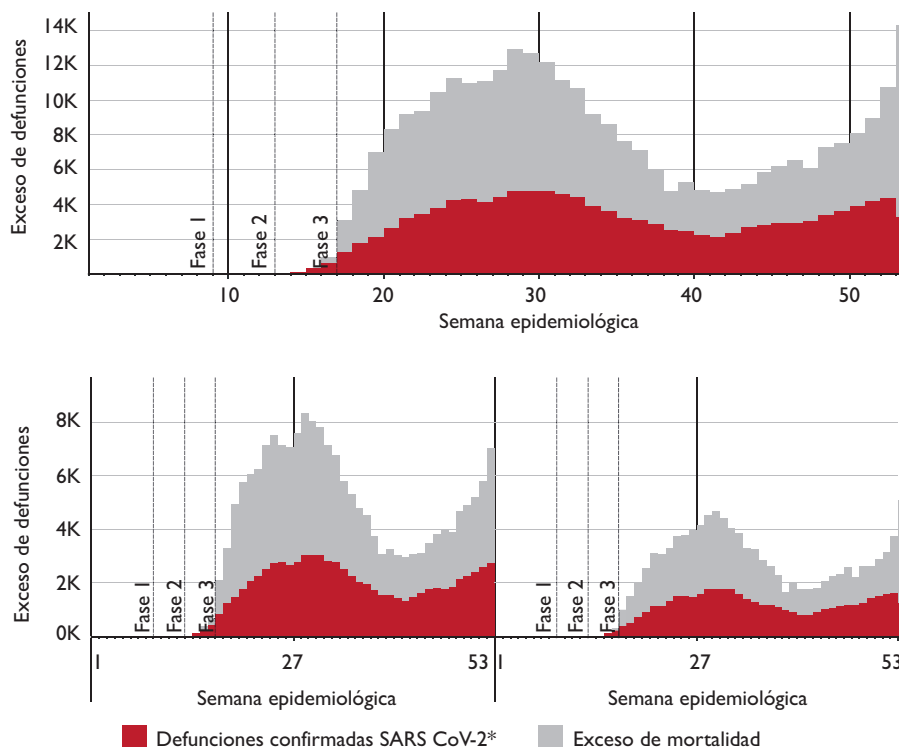 Exceso de defunciones
14K
12K
10K
8K
6K
4K
2K
Fase 1
Fase 2
Fase 3
10 20 30 40 50
Semana epidemiológica
Exceso de defunciones
8K
6K
4K
2K
0K
Fase 1
Fase 2
Fase 3
Fase 1
Fase 2
Fase 3
1 27 53 1 27 53
Semana epidemiológica Semana epidemiológica
Defunciones confirmadas SARS CoV-2* Exceso de mortalidad